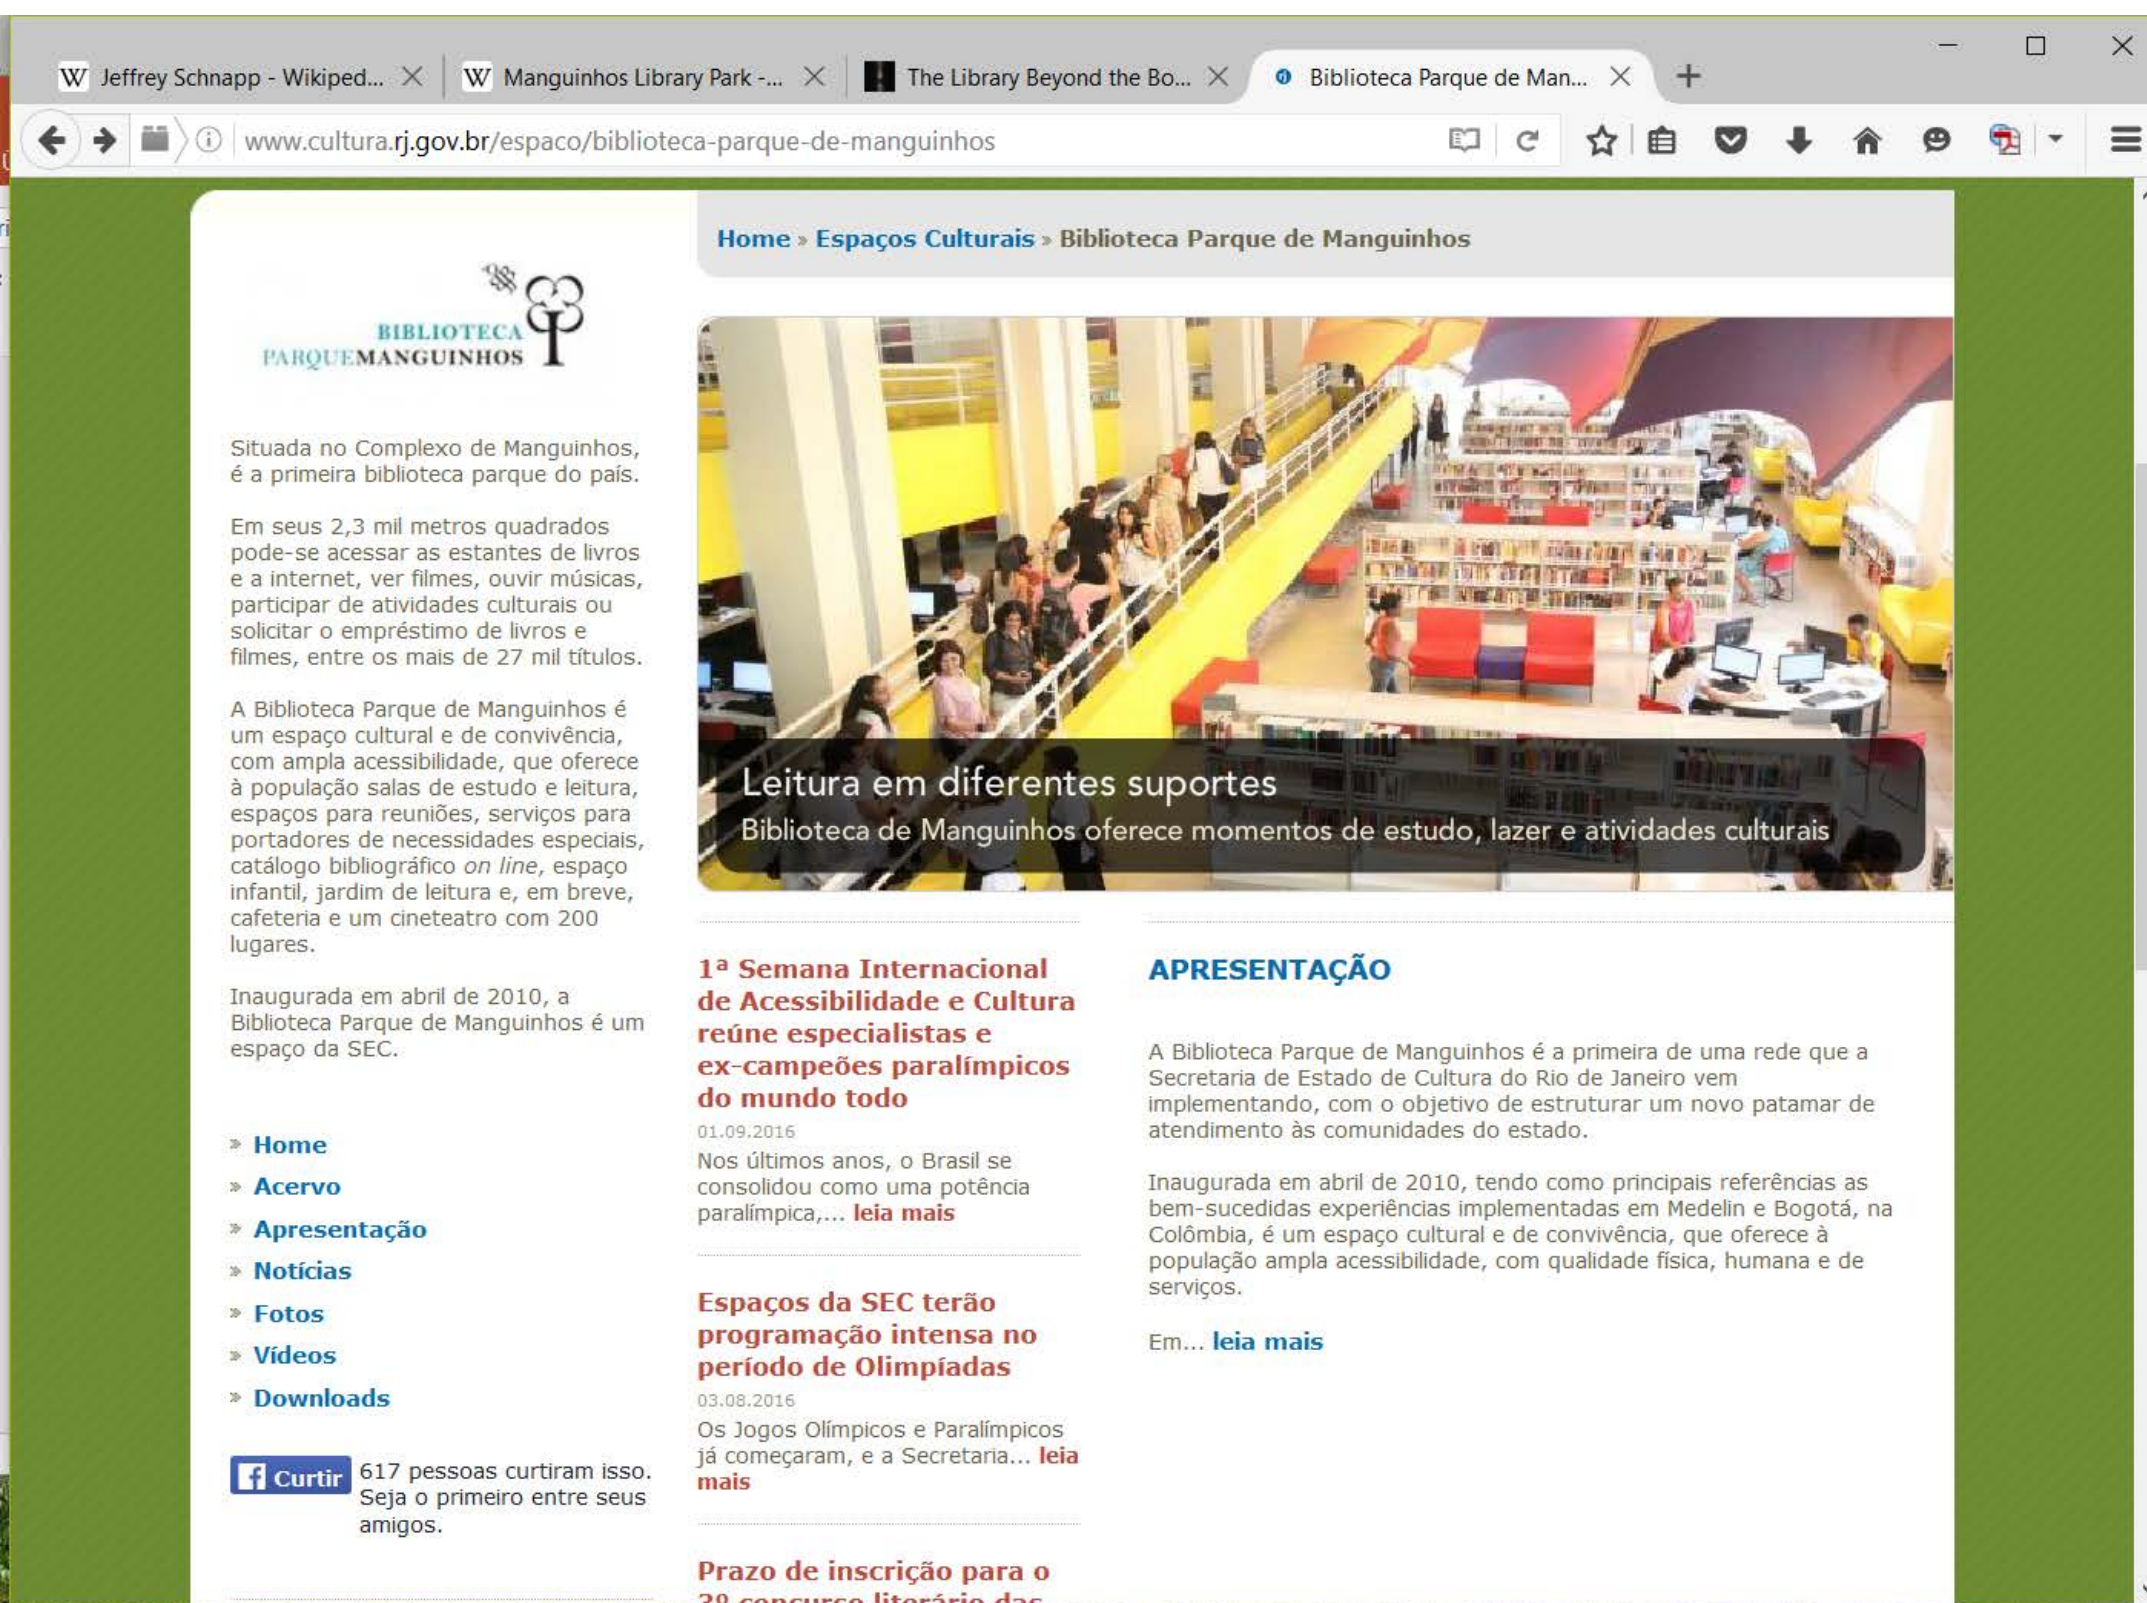 Jeffrey Schnapp - Wikiped...
Manguinhos Library Park -...
The Library Beyond the Bo...
Biblioteca Parque de Man...
www.cultura.rj.gov.br/espaco/biblioteca-parque-de-manguinhos
BIBLIOTECA
PARQUEMANGUINHOS
Situada no Complexo de Manguinhos,
é a primeira biblioteca parque do país.
Em seus 2,3 mil metros quadrados
pode-se acessar as estantes de livros
e a internet, ver filmes, ouvir músicas,
participar de atividades culturais ou
solicitar o empréstimo de livros e
filmes, entre os mais de 27 mil títulos.
A Biblioteca Parque de Manguinhos é
um espaço cultural e de convivência,
com ampla acessibilidade, que oferece
à população salas de estudo e leitura,
espaços para reuniões, serviços para
portadores de necessidades especiais,
catálogo bibliográfico on line, espaço
infantil, jardim de leitura e, em breve,
cafeteria e um cineteatro com 200
lugares.
Inaugurada em abril de 2010, a
Biblioteca Parque de Manguinhos é um
espaço da SEC.
» Home
» Acervo
» Apresentação
» Notícias
» Fotos
» Vídeos
» Downloads
Curtir
617 pessoas curtiram isso.
Seja o primeiro entre seus
amigos.
Home » Espaços Culturais » Biblioteca Parque de Manguinhos
Leitura em diferentes suportes
Biblioteca de Manguinhos oferece momentos de estudo, lazer e atividades culturais
1ª Semana Internacional
de Acessibilidade e Cultura
reúne especialistas e
ex-campeões paralímpicos
do mundo todo
01.09.2016
Nos últimos anos, o Brasil se
consolidou como uma potência
paralímpica,... leia mais
Espaços da SEC terão
programação intensa no
período de Olimpíadas
03.08.2016
Os Jogos Olímpicos e Paralímpicos
já começaram, e a Secretaria... leia
mais
Prazo de inscrição para o
3º concurso literário das
APRESENTAÇÃO
A Biblioteca Parque de Manguinhos é a primeira de uma rede que a
Secretaria de Estado de Cultura do Rio de Janeiro vem
implementando, com o objetivo de estruturar um novo patamar de
atendimento às comunidades do estado.
Inaugurada em abril de 2010, tendo como principais referências as
bem-sucedidas experiências implementadas em Medelin e Bogotá, na
Colômbia, é um espaço cultural e de convivência, que oferece à
população ampla acessibilidade, com qualidade física, humana e de
serviços.
Em... leia mais